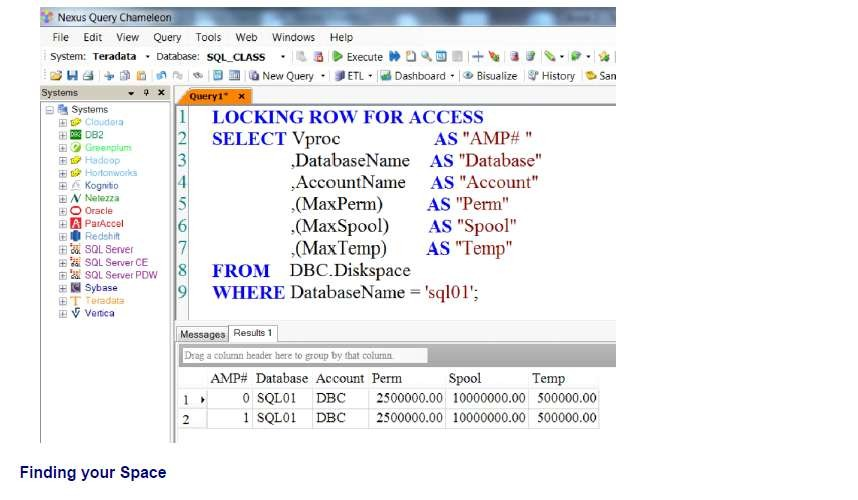 Nexus Query Chameleon
File Edit View Query Tools Web Windows Help
System: Teradata Database: SQL_CLASS Execute
New Query ETL Dashboard Bisualize History San
Systems
Query1* x
Systems
Cloudera
DB2
Greenplum
Hadoop
Hortonworks
Kognitio
Netezza
Oracle
ParAccel
Redshift
SQL Server
SQL Server CE
SQL Server PDW
Sybase
Teradata
Vertica
1 LOCKING ROW FOR ACCESS
2 SELECT Vproc AS "AMP# "
3 ,DatabaseName AS "Database"
4 ,AccountName AS "Account"
5 ,(MaxPerm) AS "Perm"
6 ,(MaxSpool) AS "Spool"
7 ,(MaxTemp) AS "Temp"
8 FROM DBC.Diskspace
9 WHERE DatabaseName = 'sql01';
Messages Results 1
Drag a column header here to group by that column.
AMP# Database Account Perm Spool Temp
1 0 SQL01 DBC 2500000.00 10000000.00 500000.00
2 1 SQL01 DBC 2500000.00 10000000.00 500000.00
Finding your Space